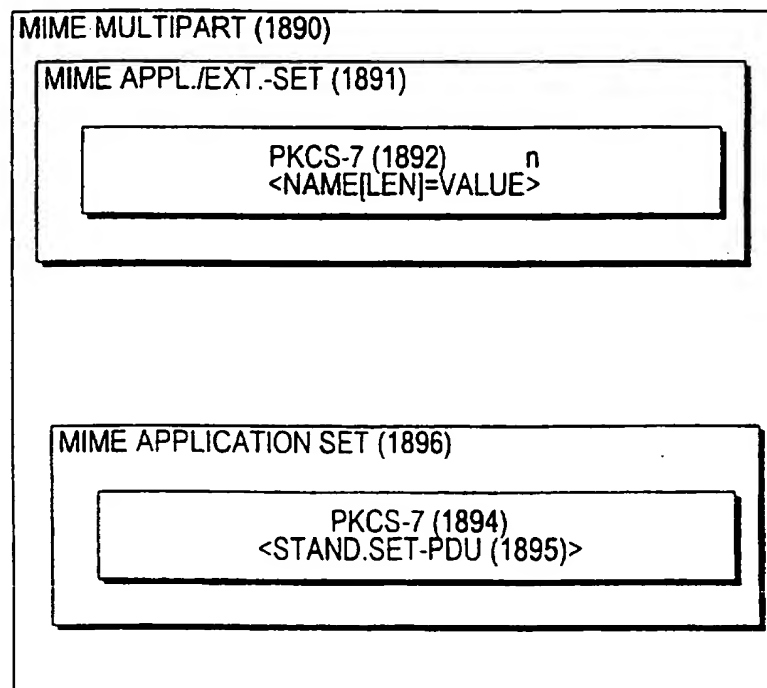 MIME MULTIPART (1890)
MIME APPL./EXT.-SET (1891)
PKCS-7 (1892) n
<NAME[LEN]=VALUE>
MIME APPLICATION SET (1896)
PKCS-7 (1894)
<STAND.SET-PDU (1895)>